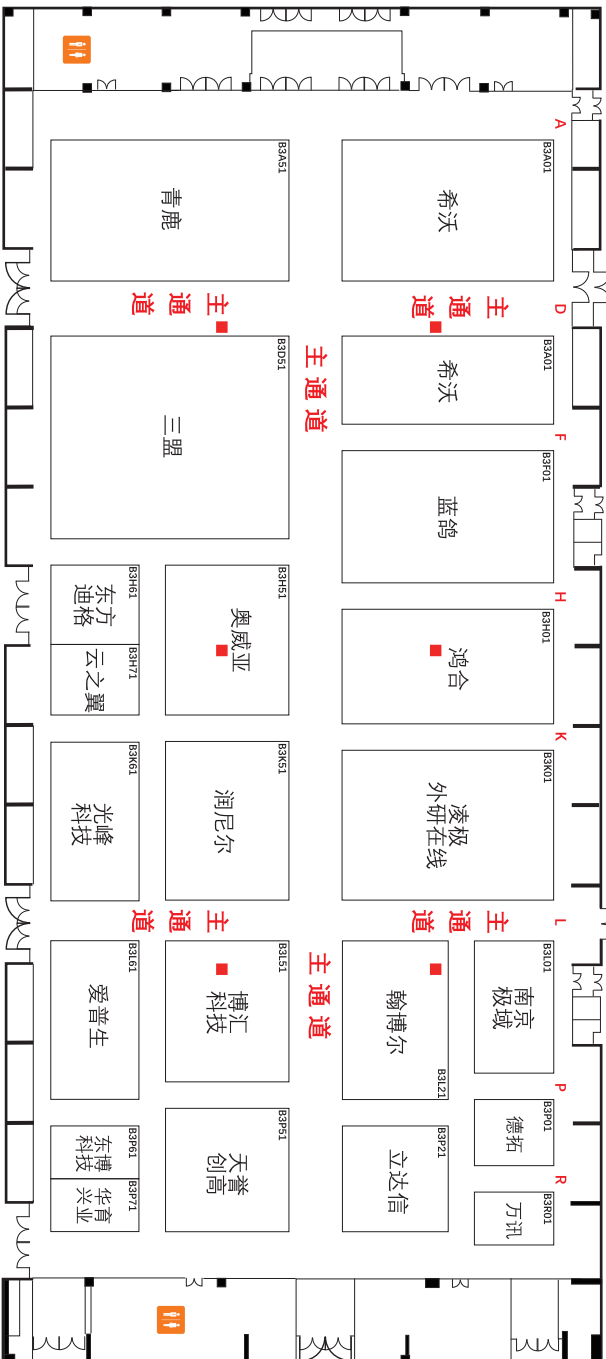 A
B3A51
青鹿
B3A01
希沃
主通道
主通道
D
B3D51
三盟
主通道
B3A01
希沃
F
B3F01
蓝鸽
B3H61
东方
迪格
B3H71
云之翼
B3H51
奥威亚
H
B3H01
鸿合
K
B3K61
光峰
科技
B3K51
润尼尔
B3K01
凌极
外研在线
主通道
主通道
L
B3L61
爱普生
B3L51
博汇
科技
主通道
B3L21
翰博尔
B3L01
南京
极域
P
B3P61
东博
科技
B3P71
华育
兴业
B3P51
天誉
创高
B3P21
立达信
B3P01
德拓
R
B3R01
万讯